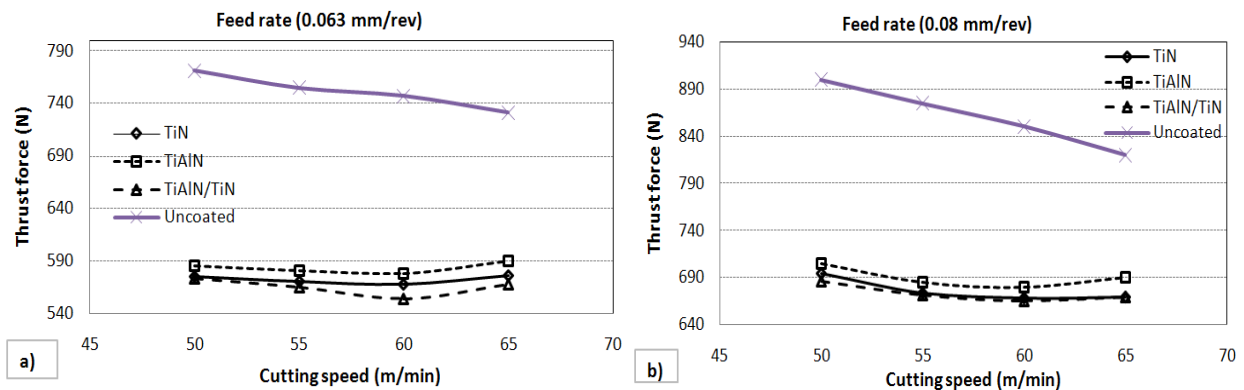 Feed rate (0.063 mm/rev)
Thrust force (N)
790
740
690
640
590
540
TiN
TiAlN
TiAlN/TiN
Uncoated
45 50 55 60 65 70
Cutting speed (m/min)
a)
Feed rate (0.08 mm/rev)
Thrust force (N)
940
890
840
790
740
690
640
TiN
TiAlN
TiAlN/TiN
Uncoated
45 50 55 60 65 70
Cutting speed (m/min)
b)